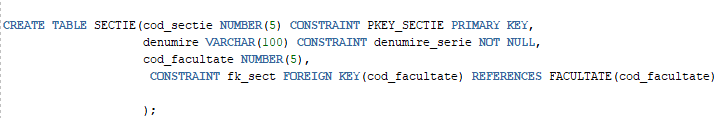 CREATE TABLE SECTIE(cod_sectie NUMBER(5) CONSTRAINT PKEY_SECTIE PRIMARY KEY,
denumire VARCHAR(100) CONSTRAINT denumire_serie NOT NULL,
cod_facultate NUMBER(5),
CONSTRAINT fk_sect FOREIGN KEY(cod_facultate) REFERENCES FACULTATE(cod_facultate)
);